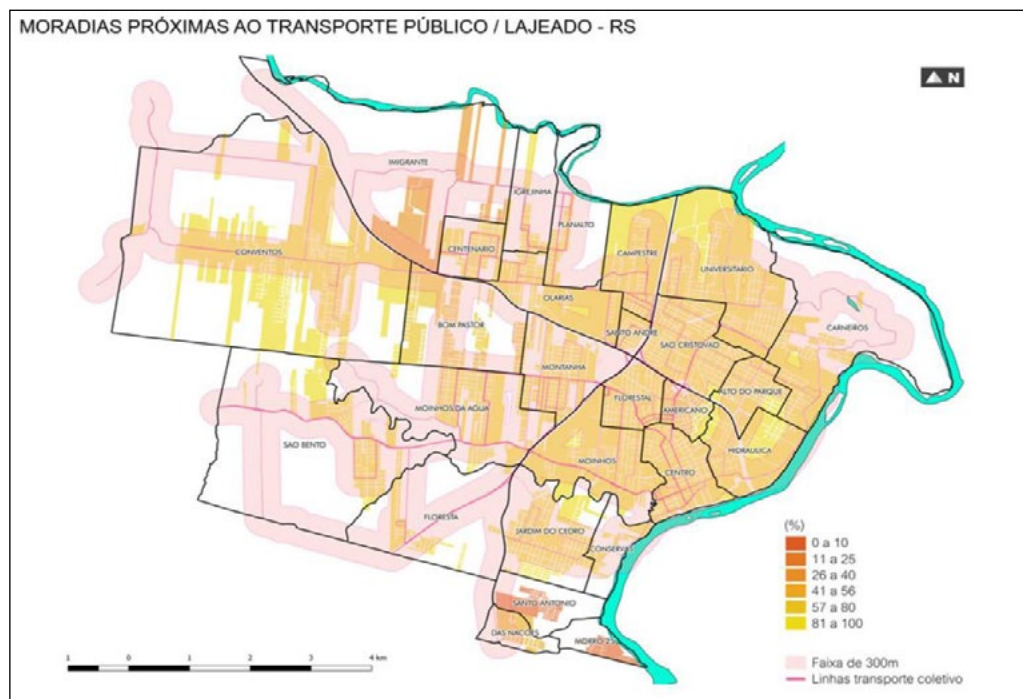 MORADIAS PRÓXIMAS AO TRANSPORTE PÚBLICO / LAJEADO - RS
N
IMIGRANTE
IGREJINHA
PLANALTO
CENTENARIO
CONVENTOS
CAMPESTRE
UNIVERSITARIO
OLARIAS
BOM PASTOR
SANTO ANDRE
SAO CRISTOVAO
CARNEIROS
MONTANHA
FLORESTAL
AMERICANO
ALTO DO PARQUE
MOINHOS DA AGUA
SAO BENTO
MOINHOS
CENTRO
HIDRAULICA
FLORESTA
JARDIM DO CEDRO
CONSERVAS
SANTO ANTONIO
DAS NACOES
MORRO 25
(%)
0 a 10
11 a 25
26 a 40
41 a 56
57 a 80
81 a 100
Faixa de 300m
Linhas transporte coletivo
1 0 1 2 3 4 km